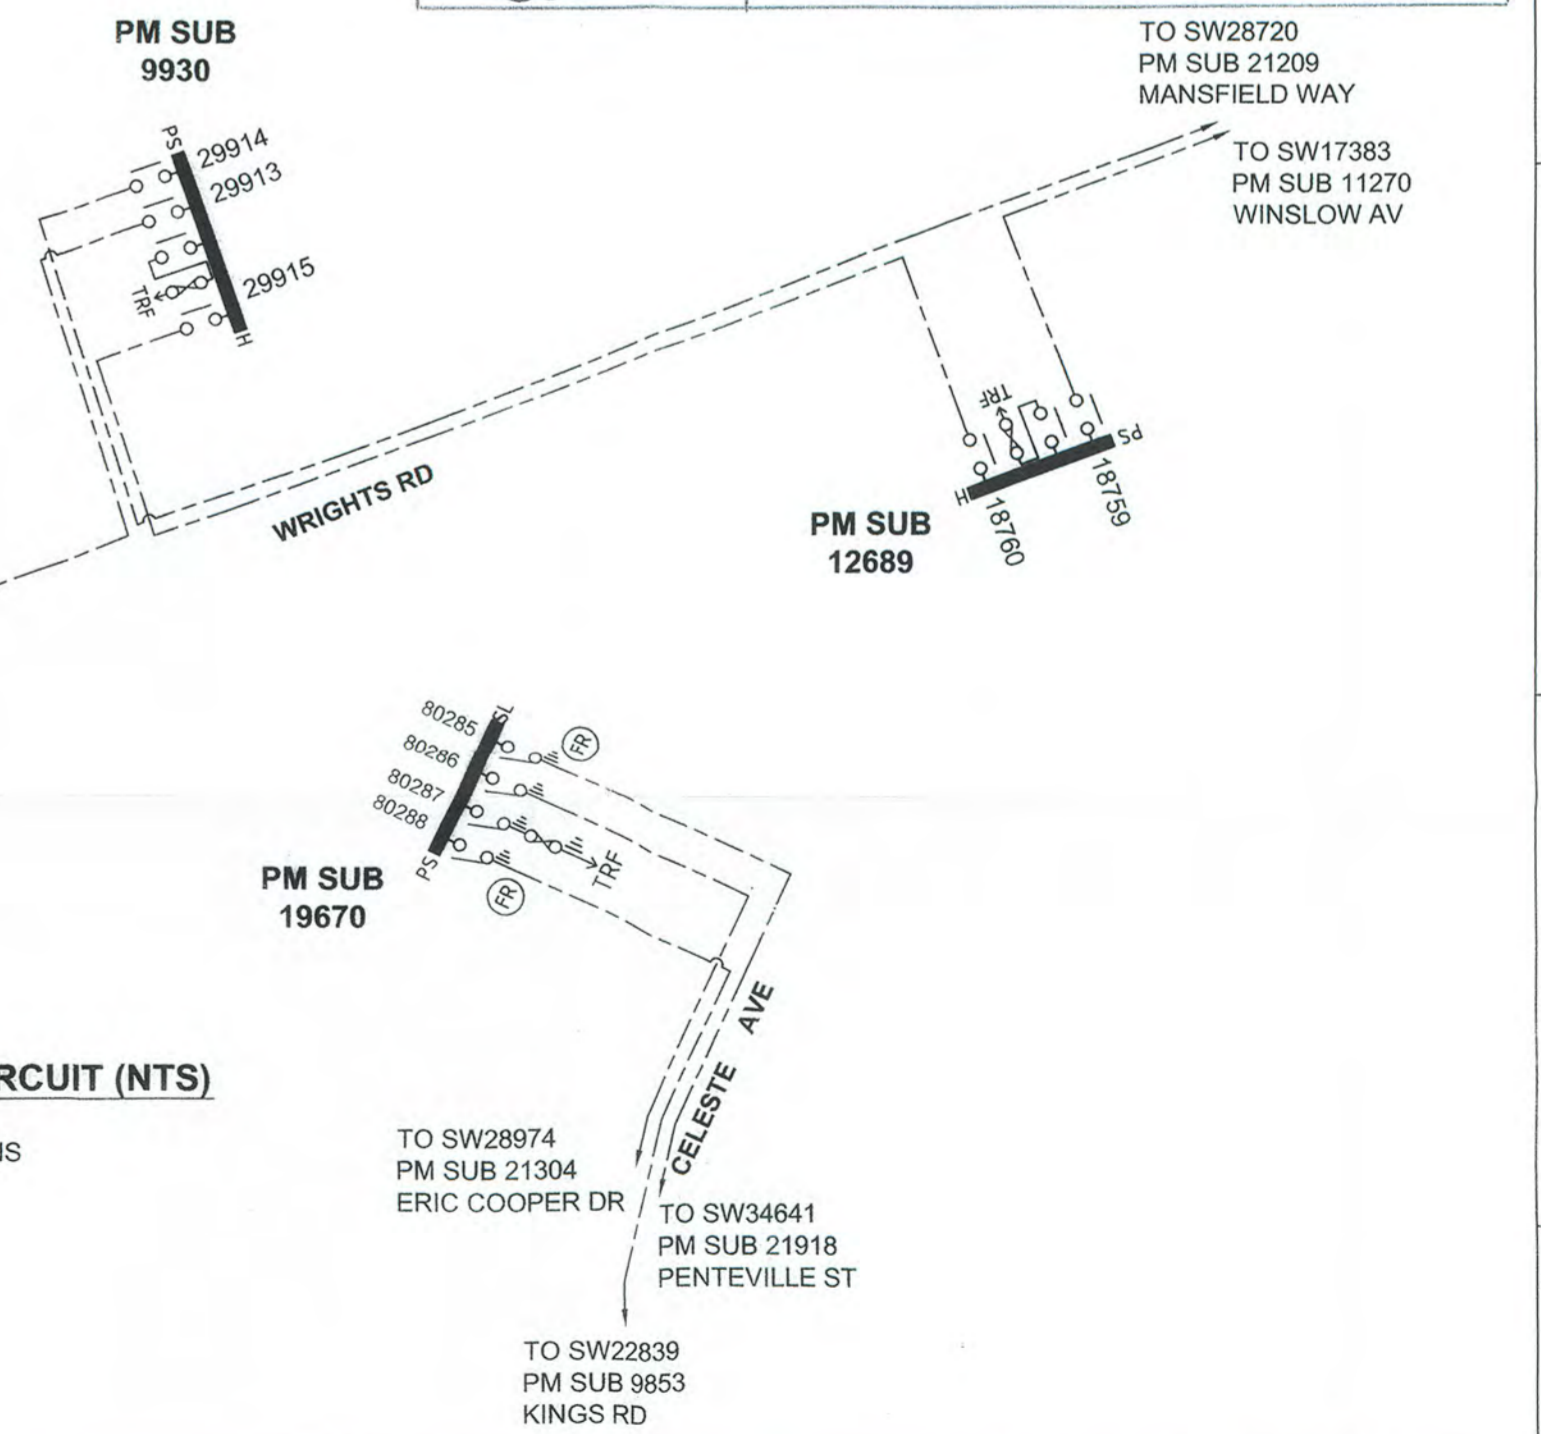 PM SUB
9930
TO SW28720
PM SUB 21209
MANSFIELD WAY
TO SW17383
PM SUB 11270
WINSLOW AV
PS
29914
29913
29915
TRF
H
WRIGHTS RD
TRF
PS
H
18760
18759
PM SUB
12689
80285
80286
80287
80288
SL
FR
PS
FR
TRF
PM SUB
19670
CELESTE AVE
RCUIT (NTS)
TO SW28974
PM SUB 21304
ERIC COOPER DR
TO SW34641
PM SUB 21918
PENTEVILLE ST
TO SW22839
PM SUB 9853
KINGS RD